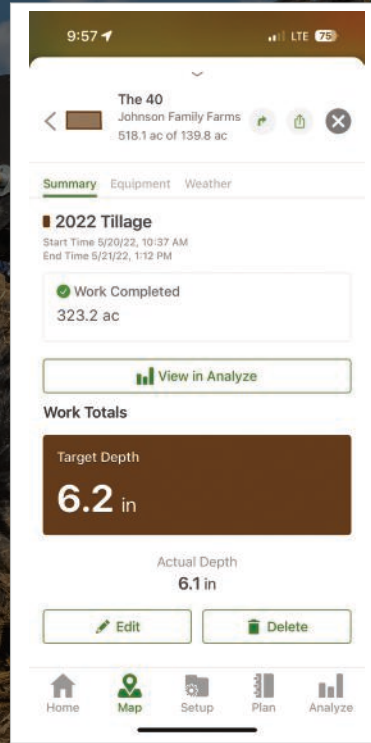 9:57
LTE 75
The 40
Johnson Family Farms
518.1 ac of 139.8 ac
Summary Equipment Weather
2022 Tillage
Start Time 5/20/22, 10:37 AM
End Time 5/21/22, 1:12 PM
Work Completed
323.2 ac
View in Analyze
Work Totals
Target Depth
6.2 in
Actual Depth
6.1 in
Edit Delete
Home Map Setup Plan Analyze